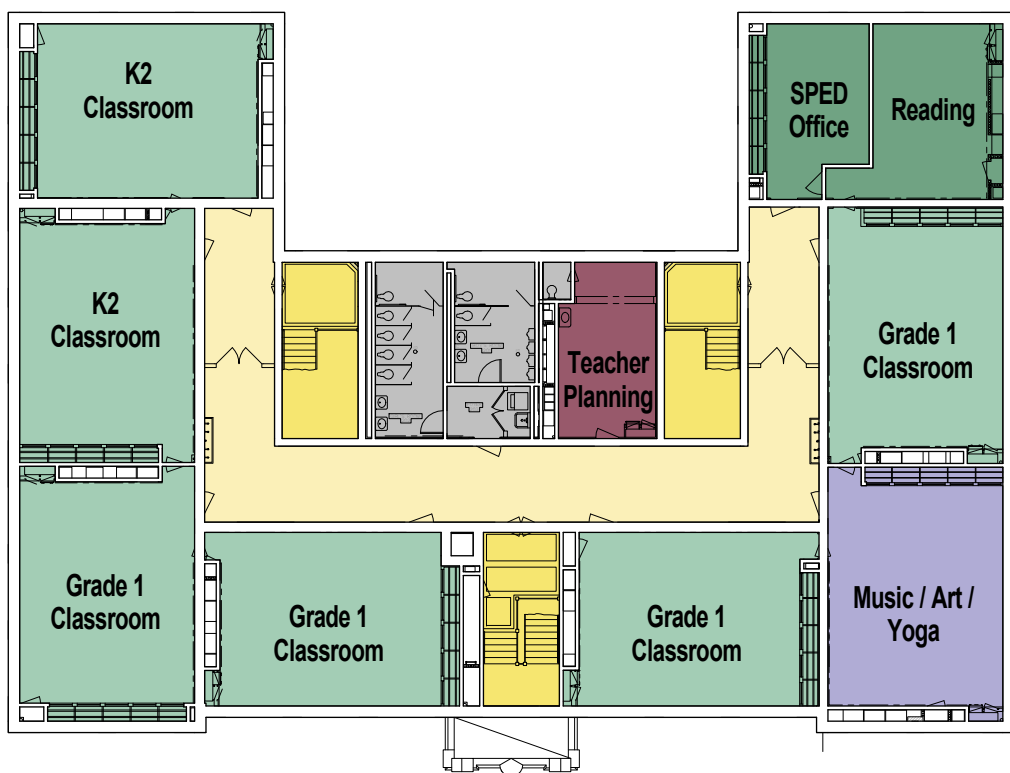 K2
Classroom
SPED
Office
Reading
K2
Classroom
Teacher
Planning
Grade 1
Classroom
Grade 1
Classroom
Grade 1
Classroom
Grade 1
Classroom
Music / Art /
Yoga